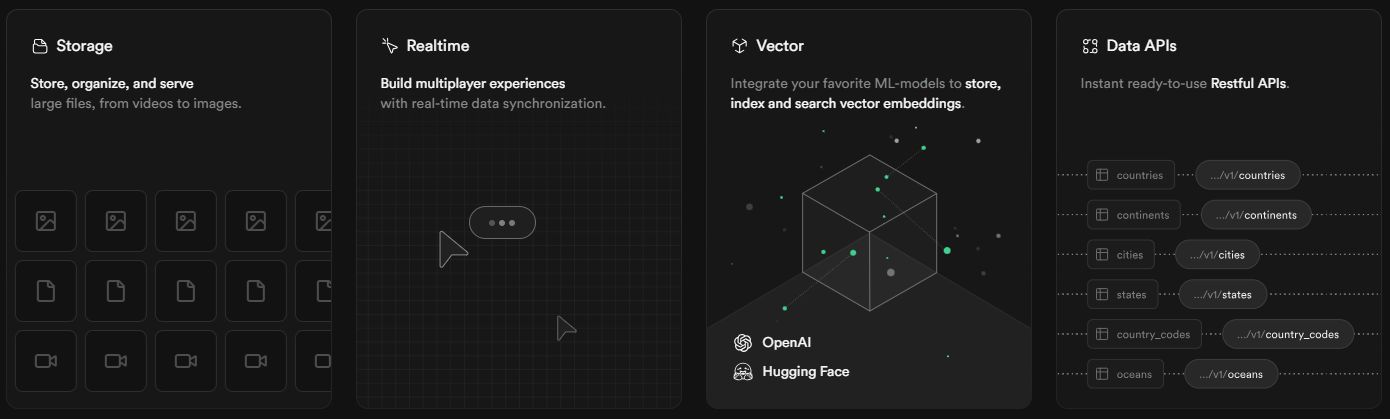 Storage
Store, organize, and serve
large files, from videos to images.
Realtime
Build multiplayer experiences
with real-time data synchronization.
Vector
Integrate your favorite ML-models to store,
index and search vector embeddings.
OpenAI
Hugging Face
Data APIs
Instant ready-to-use Restful APIs.
countries .../v1/countries
continents .../v1/continents
cities .../v1/cities
states .../v1/states
country_codes .../v1/country_codes
oceans .../v1/oceans